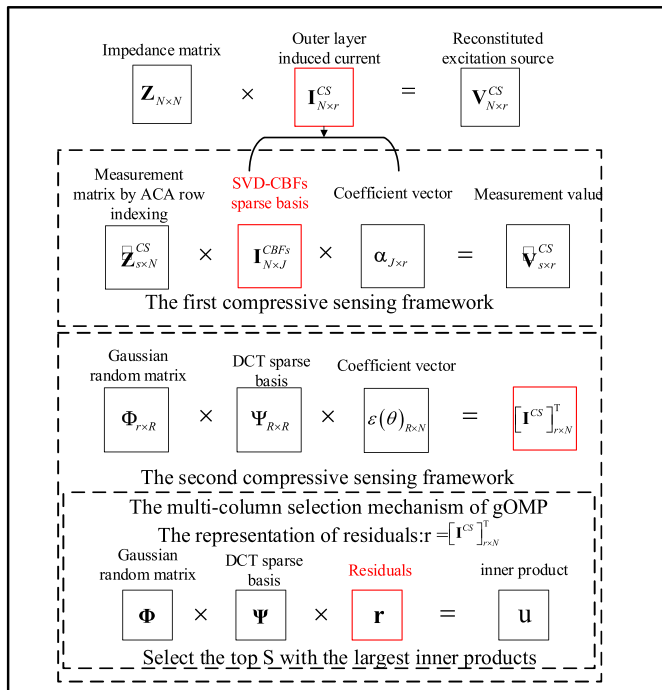 Impedance matrix
Outer layer
induced current
Reconstituted
excitation source
Z_{N×N} × I^{CS}_{N×r} = V^{CS}_{N×r}
Measurement
matrix by ACA row
indexing
SVD-CBFs
sparse basis
Coefficient vector
Measurement value
Z^{CS}_{s×N} × I^{CBFs}_{N×J} × α_{J×r} = V^{CS}_{s×r}
The first compressive sensing framework
Gaussian
random matrix
DCT sparse
basis
Coefficient vector
Φ_{r×R} × Ψ_{R×R} × ε(θ)_{R×N} = [I^{CS}]^{T}_{r×N}
The second compressive sensing framework
The multi-column selection mechanism of gOMP
The representation of residuals:r =[I^{CS}]^{T}_{r×N}
Gaussian
random matrix
DCT sparse
basis
Residuals
inner product
Φ × Ψ × r = u
Select the top S with the largest inner products